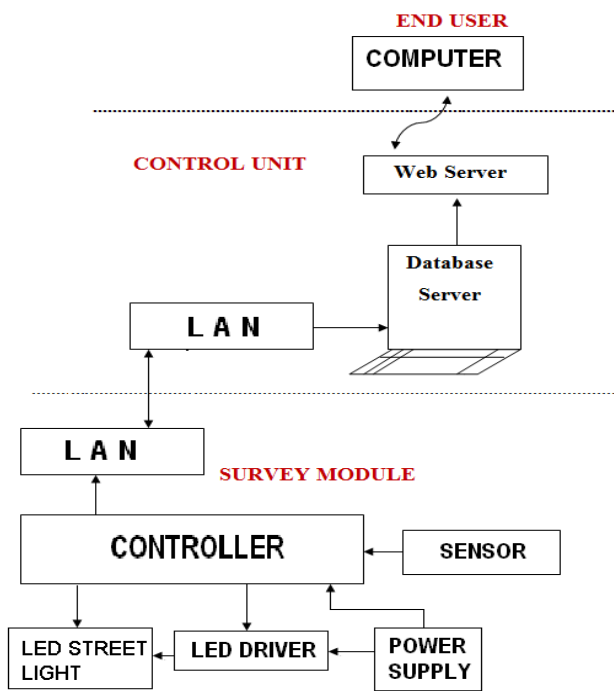 END USER
COMPUTER
CONTROL UNIT
Web Server
Database
Server
L A N
L A N
SURVEY MODULE
CONTROLLER
SENSOR
LED STREET
LIGHT
LED DRIVER
POWER
SUPPLY